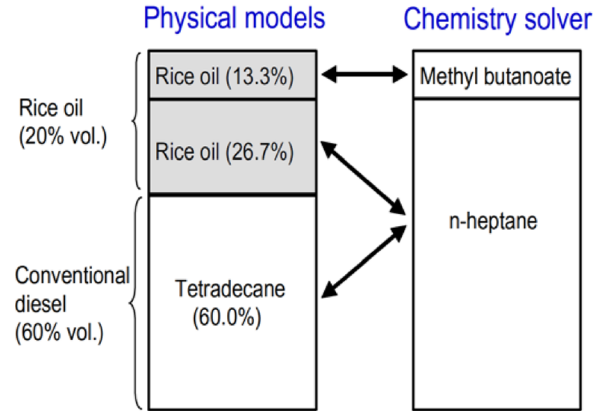 Physical models
Chemistry solver
Rice oil (13.3%)
Methyl butanoate
Rice oil
(20% vol.)
Rice oil (26.7%)
n-heptane
Conventional
diesel
(60% vol.)
Tetradecane
(60.0%)